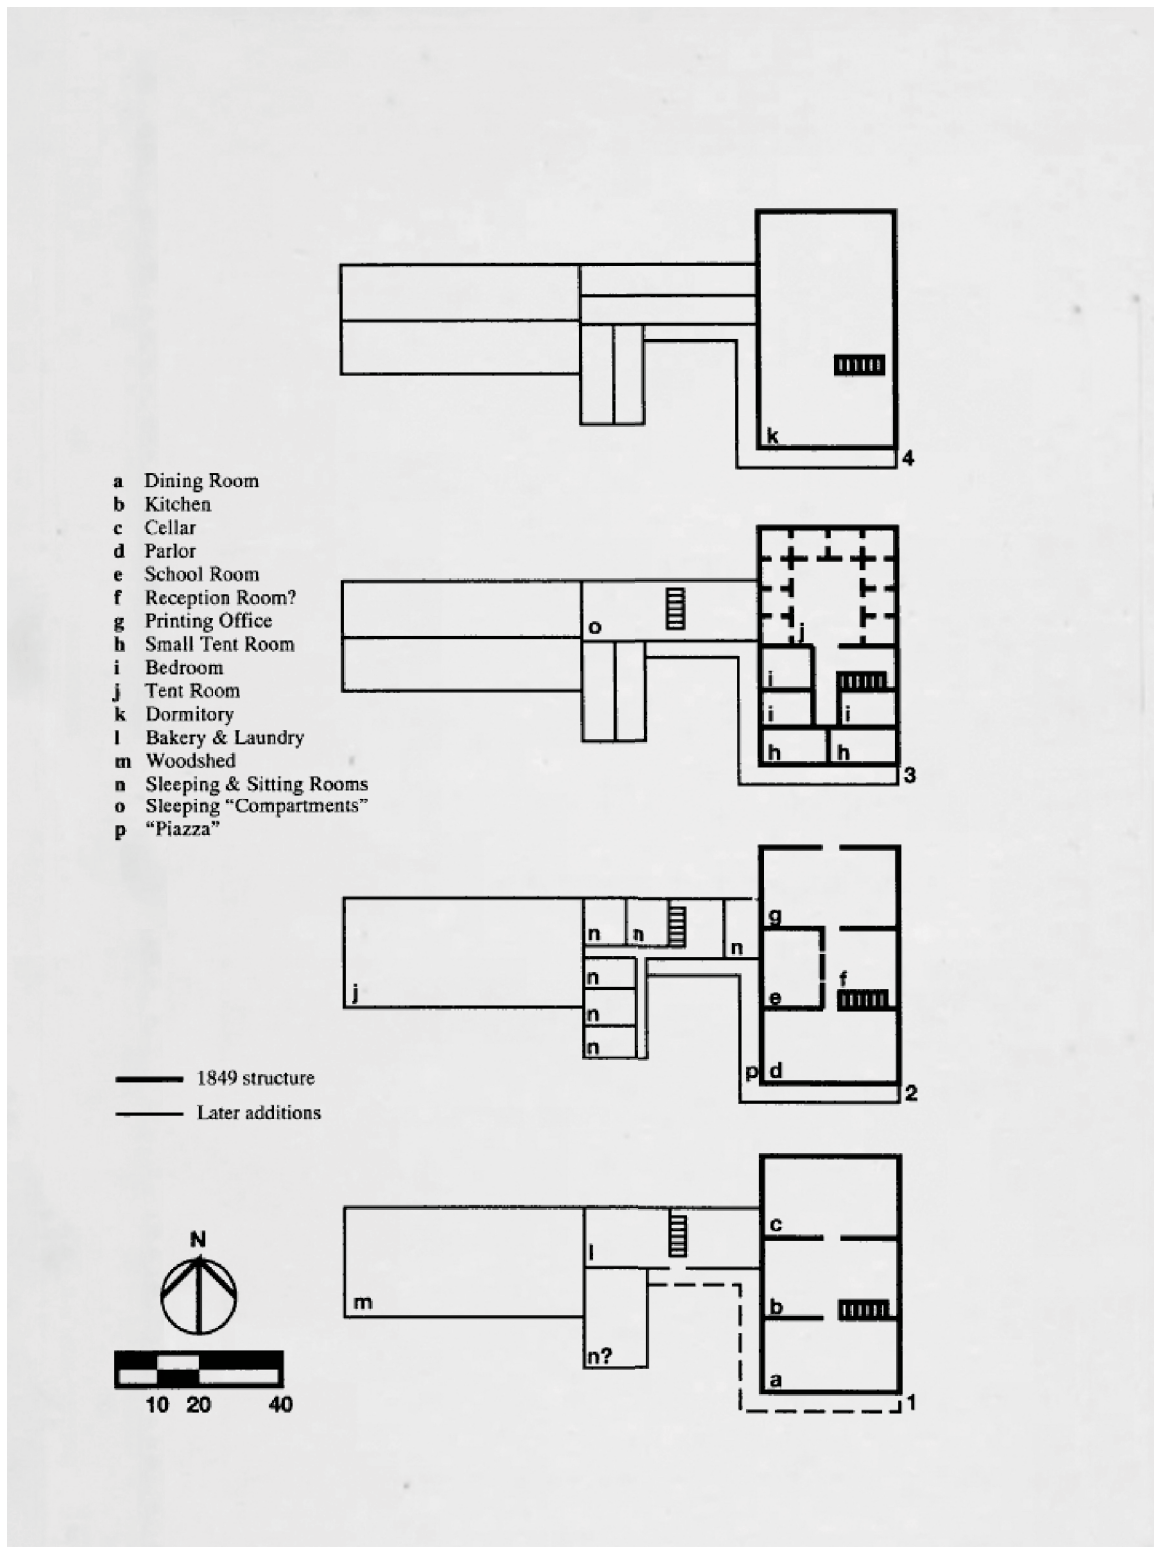 k
4
a Dining Room
b Kitchen
c Cellar
d Parlor
e School Room
f Reception Room?
g Printing Office
h Small Tent Room
i Bedroom
j Tent Room
k Dormitory
l Bakery & Laundry
m Woodshed
n Sleeping & Sitting Rooms
o Sleeping “Compartments”
p “Piazza”
o
j
i
i i
h h
3
g
n n n
n
f
e
j
n
n
p d
2
1849 structure
Later additions
c
l
b
m
n?
a
1
N
10 20 40